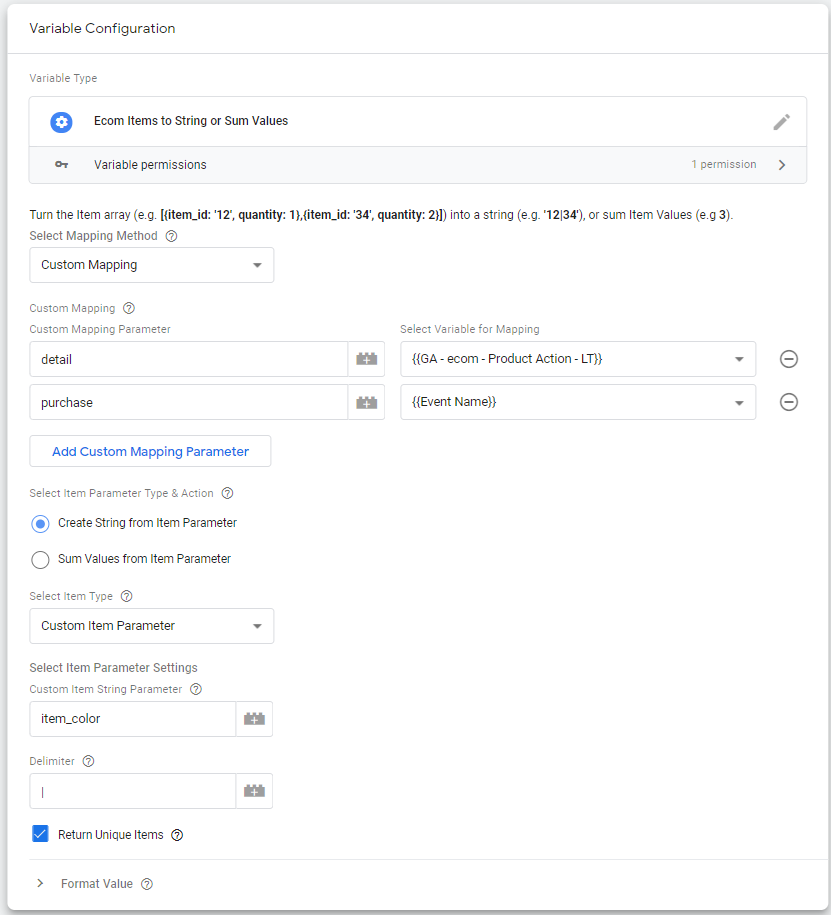 Variable Configuration
Variable Type
Ecom Items to String or Sum Values
Variable permissions 1 permission
Turn the Item array (e.g. [{item_id: '12', quantity: 1},{item_id: '34', quantity: 2}]) into a string (e.g. '12|34'), or sum Item Values (e.g 3).
Select Mapping Method
Custom Mapping
Custom Mapping
Custom Mapping Parameter Select Variable for Mapping
detail {{GA - ecom - Product Action - LT}}
purchase {{Event Name}}
Add Custom Mapping Parameter
Select Item Parameter Type & Action
Create String from Item Parameter
Sum Values from Item Parameter
Select Item Type
Custom Item Parameter
Select Item Parameter Settings
Custom Item String Parameter
item_color
Delimiter
|
Return Unique Items
Format Value